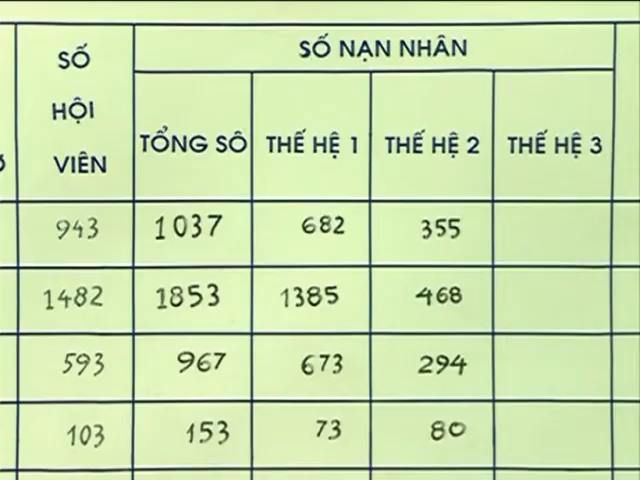 SỐ HỘI VIÊN
SỐ NẠN NHÂN
TỔNG SÔ THẾ HỆ 1 THẾ HỆ 2 THẾ HỆ 3
943 1037 682 355
1482 1853 1385 468
593 967 673 294
103 153 73 80